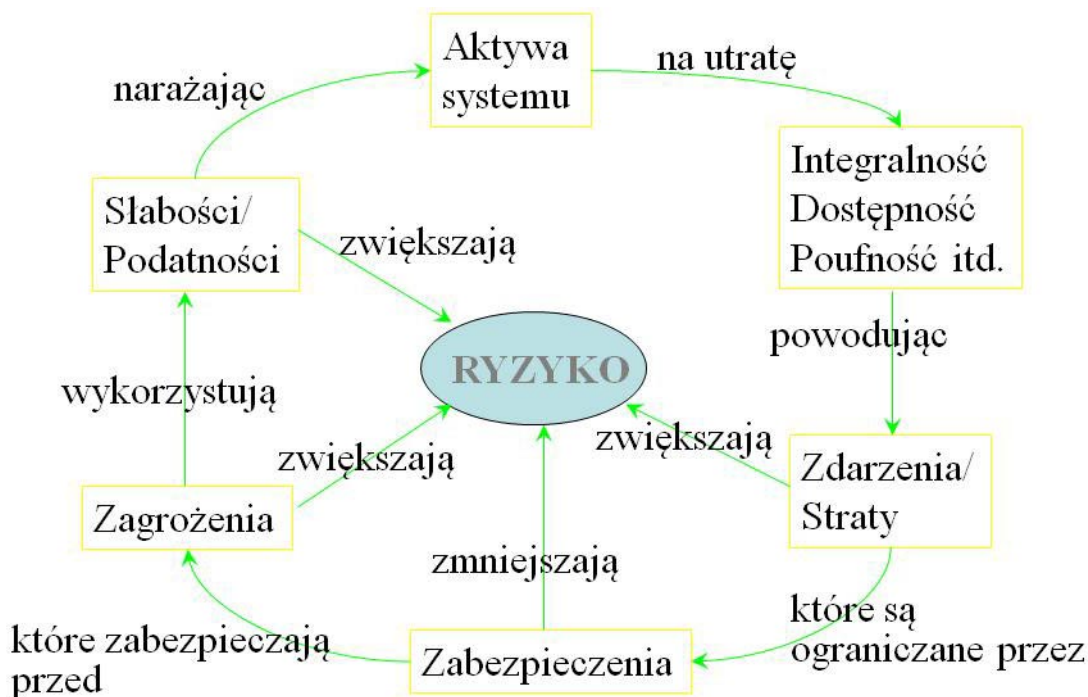 Aktywa
systemu
narażając
na utratę
Integralność
Dostępność
Poufność itd.
Słabości/
Podatności
zwiększają
powodując
RYZYKO
wykorzystują
zwiększają
zwiększają
Zdarzenia/
Straty
Zagrożenia
zmniejszają
które są
ograniczane przez
które zabezpieczają
przed
Zabezpieczenia